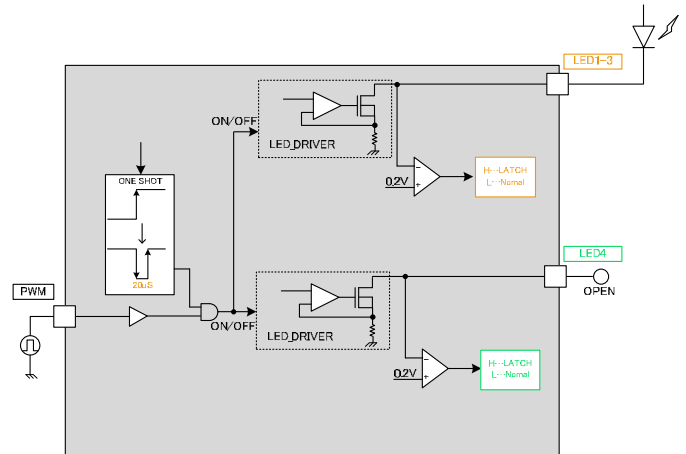 LED1-3
ON/OFF
LED_DRIVER
ONE SHOT
0.2V
H···LATCH
L···Nomal
LED4
20uS
PWM
OPEN
ON/OFF
LED_DRIVER
0.2V
H···LATCH
L···Nomal